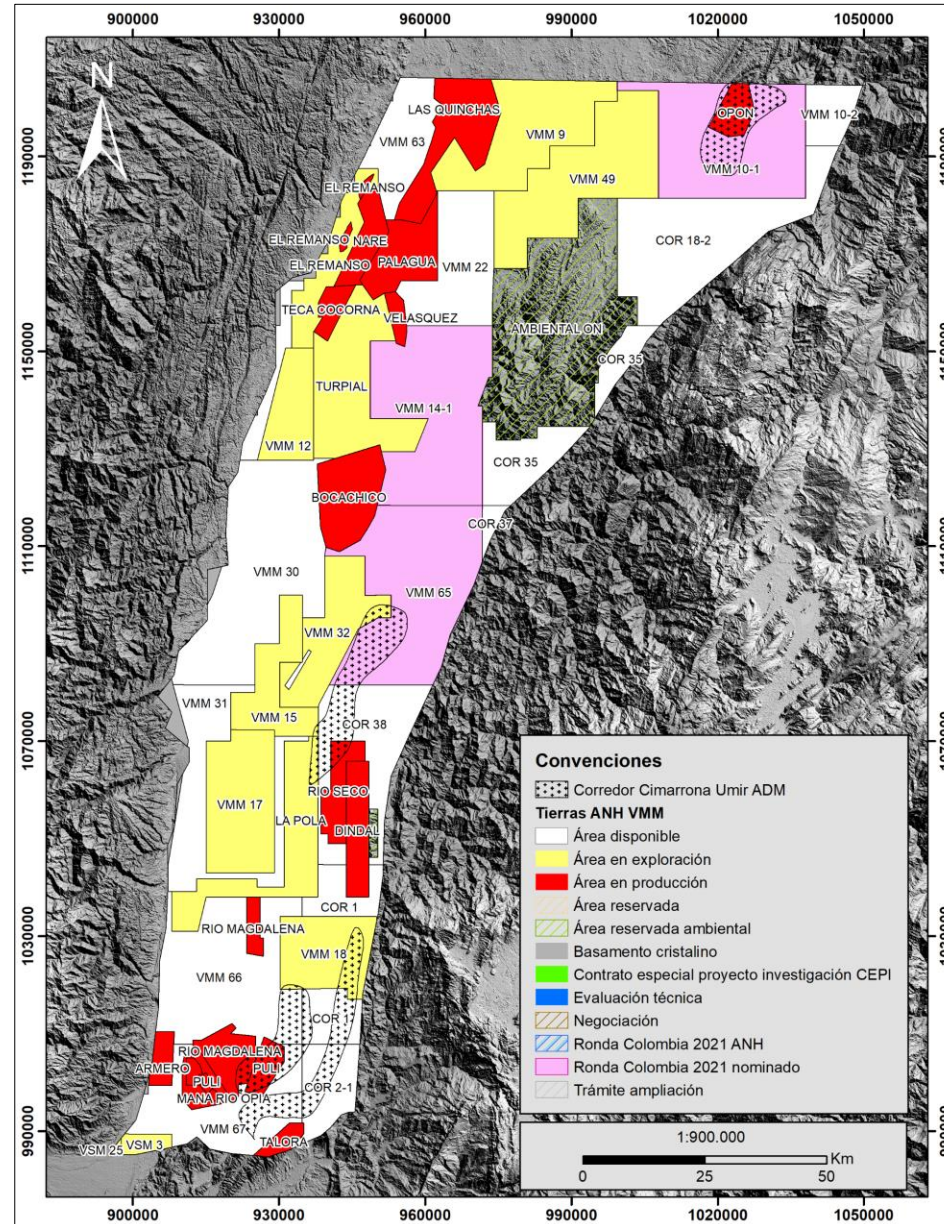 900000 930000 960000 990000 1020000 1050000
N
LAS QUINCHAS
OPON
VMM 10-2
VMM 63
VMM 9
1190000
VMM 10-1
VMM 49
EL REMANSO
EL REMANSO NARE
COR 18-2
EL REMANSO
PALAGUA
VMM 22
TECA COCORNA
VELASQUEZ
AMBIENTAL ON
1150000
COR 35
TURPIAL
VMM 14-1
VMM 12
COR 35
BOCACHICO
COR 37
1110000
VMM 30
VMM 65
VMM 32
VMM 31
VMM 15
COR 38
1070000
RIO SECO
VMM 17
LA POLA
DINDAL
COR 1
RIO MAGDALENA
1030000
VMM 18
VMM 66
COR 1
RIO MAGDALENA
ARMERO
PULI
PULI
COR 2-1
MANA RIO OPIA
VMM 67
TALORA
990000
VSM 25
VSM 3
Convenciones
Corredor Cimarrona Umir ADM
Tierras ANH VMM
Área disponible
Área en exploración
Área en producción
Área reservada
Área reservada ambiental
Basamento cristalino
Contrato especial proyecto investigación CEPI
Evaluación técnica
Negociación
Ronda Colombia 2021 ANH
Ronda Colombia 2021 nominado
Trámite ampliación
1:900.000
Km
0 25 50
900000 930000 960000 990000 1020000 1050000